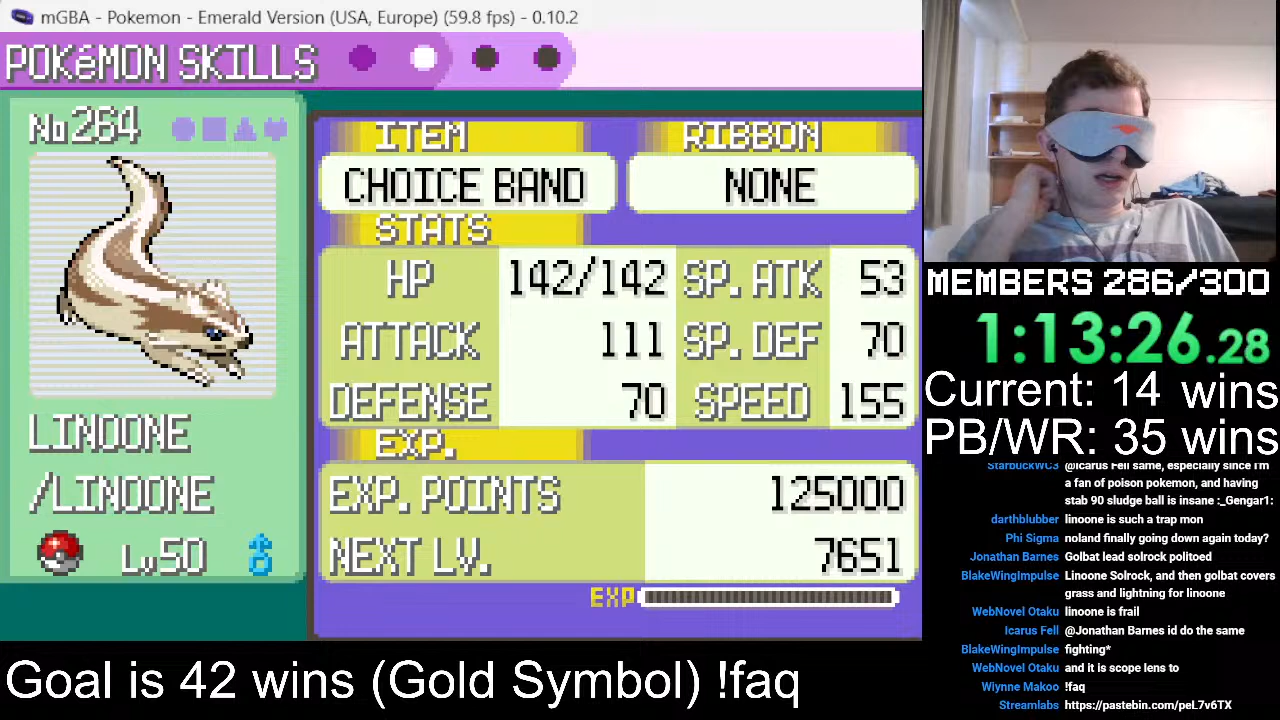 mGBA - Pokemon - Emerald Version (USA, Europe) (59.8 fps) - 0.10.2
POKéMON SKILLS
No264
ITEM RIBBON
CHOICE BAND NONE
STATS
HP 142/142 SP. ATK 53
ATTACK 111 SP. DEF 70
DEFENSE 70 SPEED 155
EXP.
LINOONE
/LINOONE
EXP. POINTS 125000
Lv50 ♂
NEXT LV. 7651
EXP
MEMBERS 286/300
1:13:26.28
Current: 14 wins
PB/WR: 35 wins
StarbuckWC3 @Icarus Fell same, especially since I'm
a fan of poison pokemon, and having
stab 90 sludge ball is insane :_Gengar1:
darthblubber linoone is such a trap mon
Phi Sigma noland finally going down again today?
Jonathan Barnes Golbat lead solrock politoed
BlakeWingImpulse Linoone Solrock, and then golbat covers
grass and lightning for linoone
WebNovel Otaku linoone is frail
Icarus Fell @Jonathan Barnes id do the same
BlakeWingImpulse fighting*
WebNovel Otaku and it is scope lens to
Wiynne Makoo !faq
Streamlabs https://pastebin.com/peL7v6TX
Goal is 42 wins (Gold Symbol) !faq